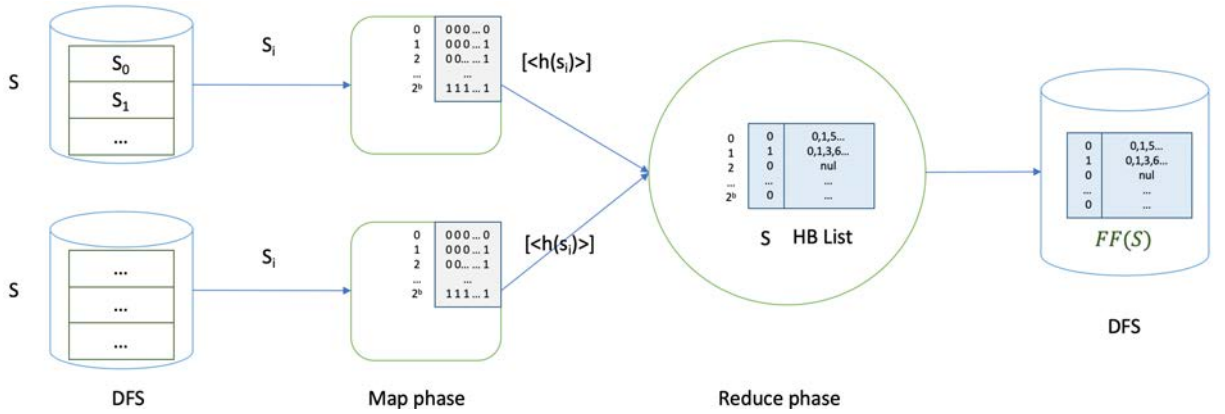 S
S0
S1
...
Si
0 000...0
1 000...1
2 00......1
... ...
2ᵇ 111...1
[<h(si)>]
S
...
...
...
Si
0 000...0
1 000...1
2 00......1
... ...
2ᵇ 111...1
[<h(si)>]
0 0 0,1,5...
1 1 0,1,3,6...
2 0 nul
... ... ...
2ᵇ 0 ...
S HB List
0 0,1,5...
1 0,1,3,6...
0 nul
... ...
0 ...
FF(S)
DFS
DFS Map phase Reduce phase